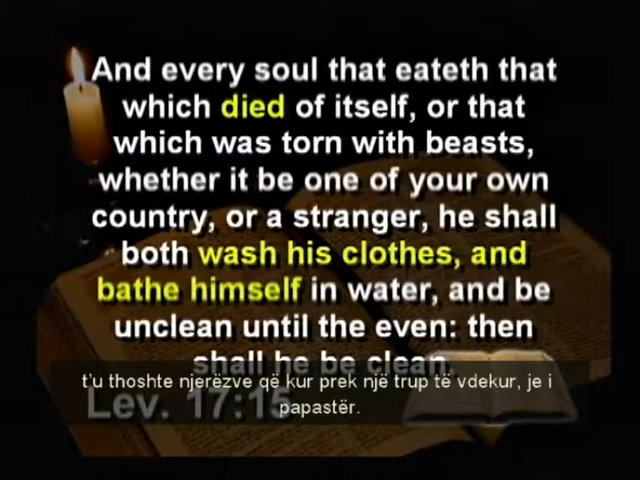 And every soul that eateth that
which died of itself, or that
which was torn with beasts,
whether it be one of your own
country, or a stranger, he shall
both wash his clothes, and
bathe himself in water, and be
unclean until the even: then
shall he be clean.
t'u thoshte njerëzve që kur prek një trup të vdekur, je i
papastër.
Lev. 17:15